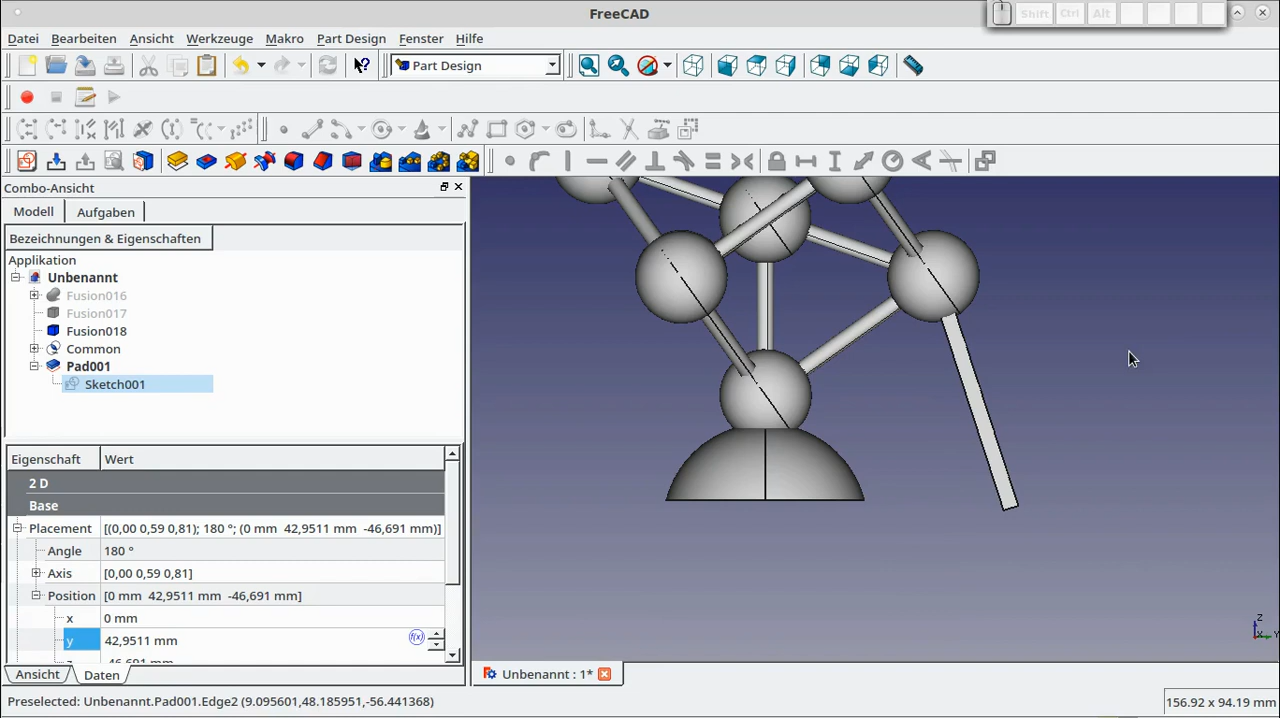 FreeCAD
Shift Ctrl Alt
Datei Bearbeiten Ansicht Werkzeuge Makro Part Design Fenster Hilfe
Part Design
Combo-Ansicht
Modell Aufgaben
Bezeichnungen & Eigenschaften
Applikation
Unbenannt
Fusion016
Fusion017
Fusion018
Common
Pad001
Sketch001
Eigenschaft Wert
2 D
Base
Placement [(0,00 0,59 0,81); 180 °; (0 mm 42,9511 mm -46,691 mm)]
Angle 180 °
Axis [0,00 0,59 0,81]
Position [0 mm 42,9511 mm -46,691 mm]
x 0 mm
y 42,9511 mm
f(x)
z -46,691 mm
Z
X Y
Ansicht Daten
Unbenannt : 1*
Preselected: Unbenannt.Pad001.Edge2 (9.095601,48.185951,-56.441368)
156.92 x 94.19 mm